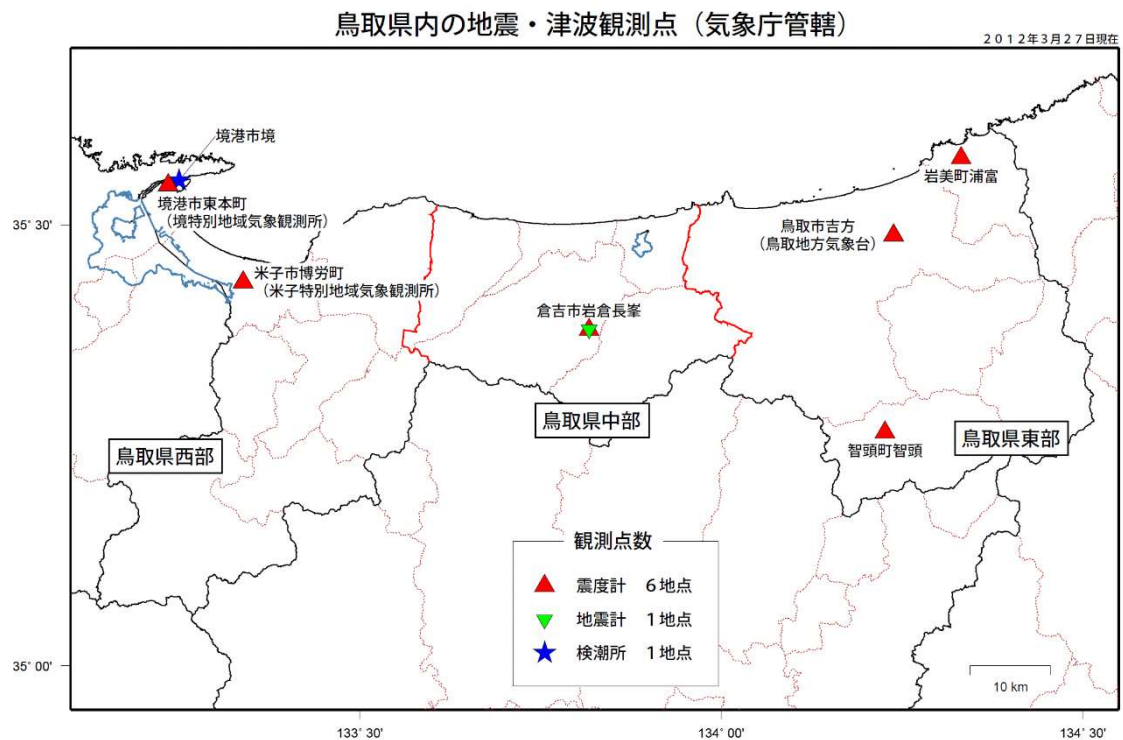 鳥取県内の地震・津波観測点（気象庁管轄）
２０１２年３月２７日現在
境港市境
岩美町浦富
境港市東本町
（境特別地域気象観測所）
鳥取市吉方
（鳥取地方気象台）
35° 30'
米子市博労町
（米子特別地域気象観測所）
倉吉市岩倉長峯
鳥取県中部
鳥取県西部
智頭町智頭
鳥取県東部
観測点数
震度計　６地点
地震計　１地点
検潮所　１地点
35° 00'
10 km
133° 30'
134° 00'
134° 30'